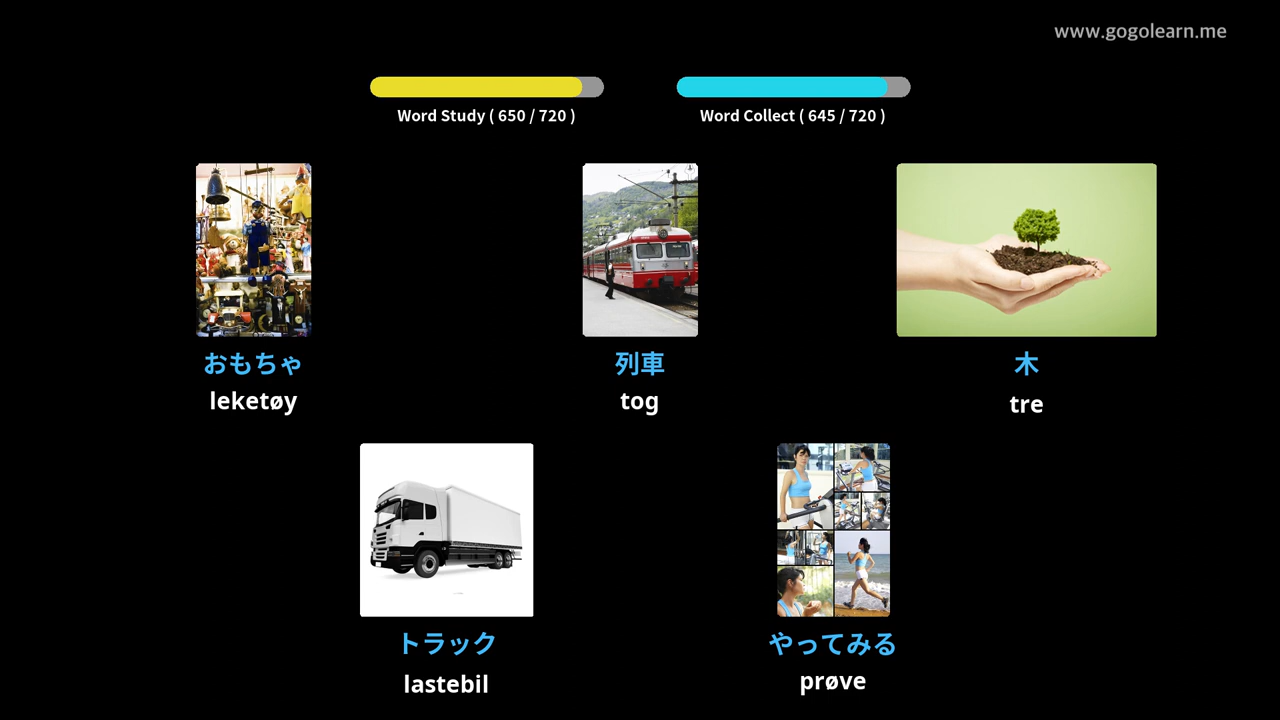 www.gogolearn.me
Word Study ( 650 / 720 )
Word Collect ( 645 / 720 )
おもちゃ
leketøy
列車
tog
木
tre
トラック
lastebil
やってみる
prøve